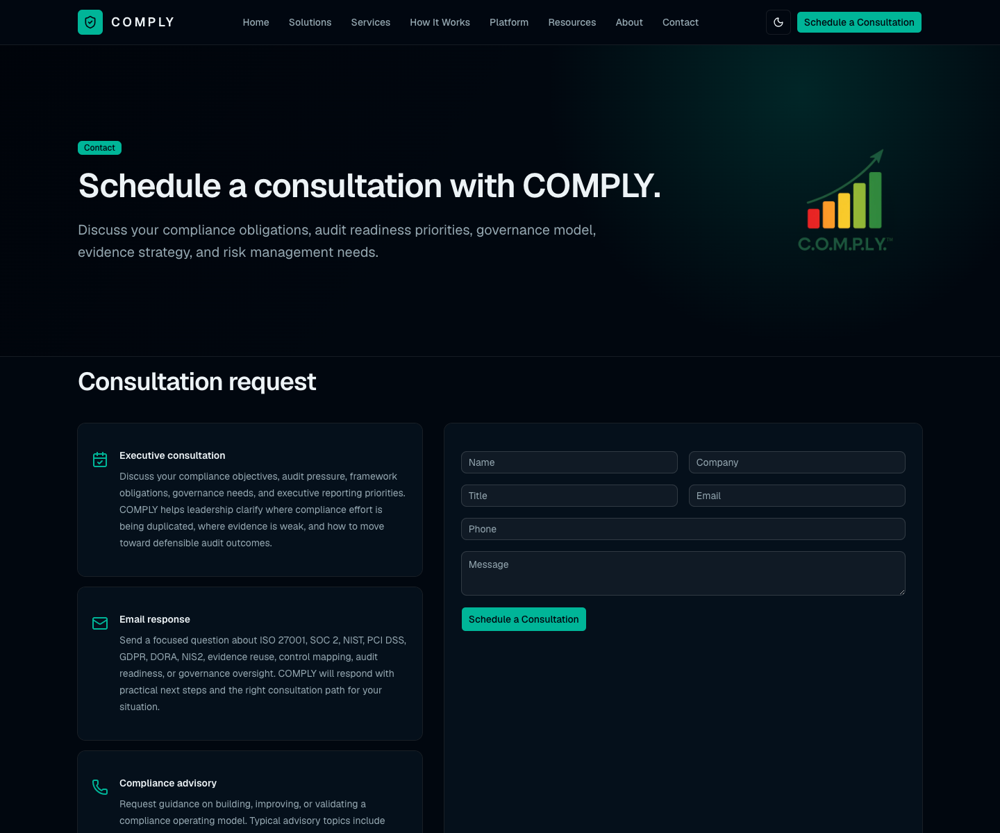 COMPLY
Home
Solutions
Services
How It Works
Platform
Resources
About
Contact
Schedule a Consultation
Contact
Schedule a consultation with COMPLY.
Discuss your compliance obligations, audit readiness priorities, governance model,
evidence strategy, and risk management needs.
C.O.M.P.L.Y.™
Consultation request
Executive consultation
Discuss your compliance objectives, audit pressure, framework
obligations, governance needs, and executive reporting priorities.
COMPLY helps leadership clarify where compliance effort is
being duplicated, where evidence is weak, and how to move
toward defensible audit outcomes.
Email response
Send a focused question about ISO 27001, SOC 2, NIST, PCI DSS,
GDPR, DORA, NIS2, evidence reuse, control mapping, audit
readiness, or governance oversight. COMPLY will respond with
practical next steps and the right consultation path for your
situation.
Compliance advisory
Request guidance on building, improving, or validating a
compliance operating model. Typical advisory topics include
Name
Company
Title
Email
Phone
Message
Schedule a Consultation